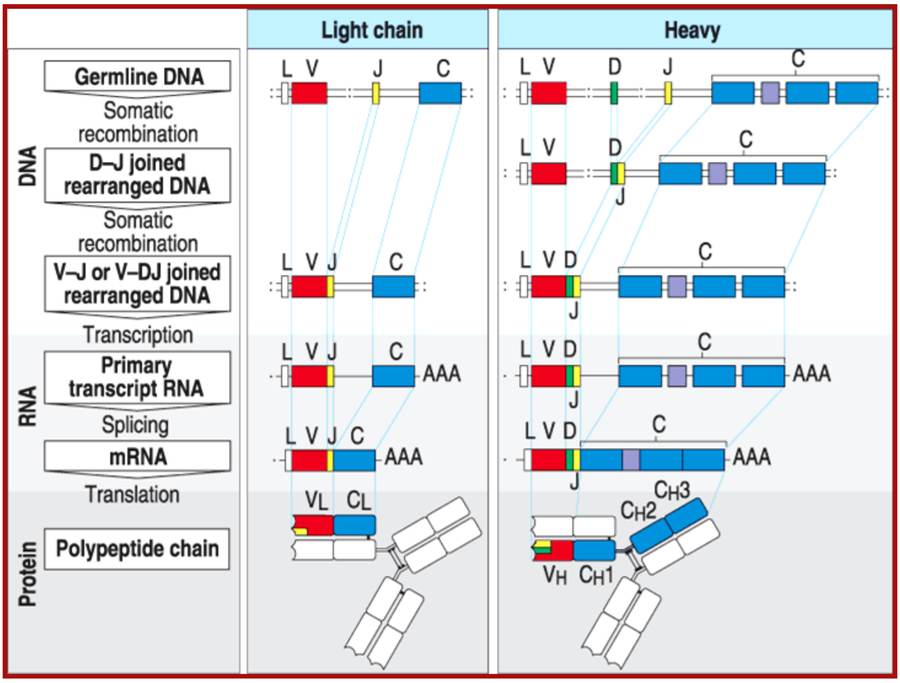 Light chain
Heavy
DNA
Germline DNA
L V J C
L V D J C
Somatic
recombination
D–J joined
rearranged DNA
L V D C
J
Somatic
recombination
V–J or V–DJ joined
rearranged DNA
L V J C
L V D C
J
Transcription
RNA
Primary
transcript RNA
L V J C
AAA
L V D C
AAA
J
Splicing
mRNA
L V J C
AAA
L V D C
AAA
J
Translation
Protein
Polypeptide chain
VL CL
CH3
CH2
VH CH1